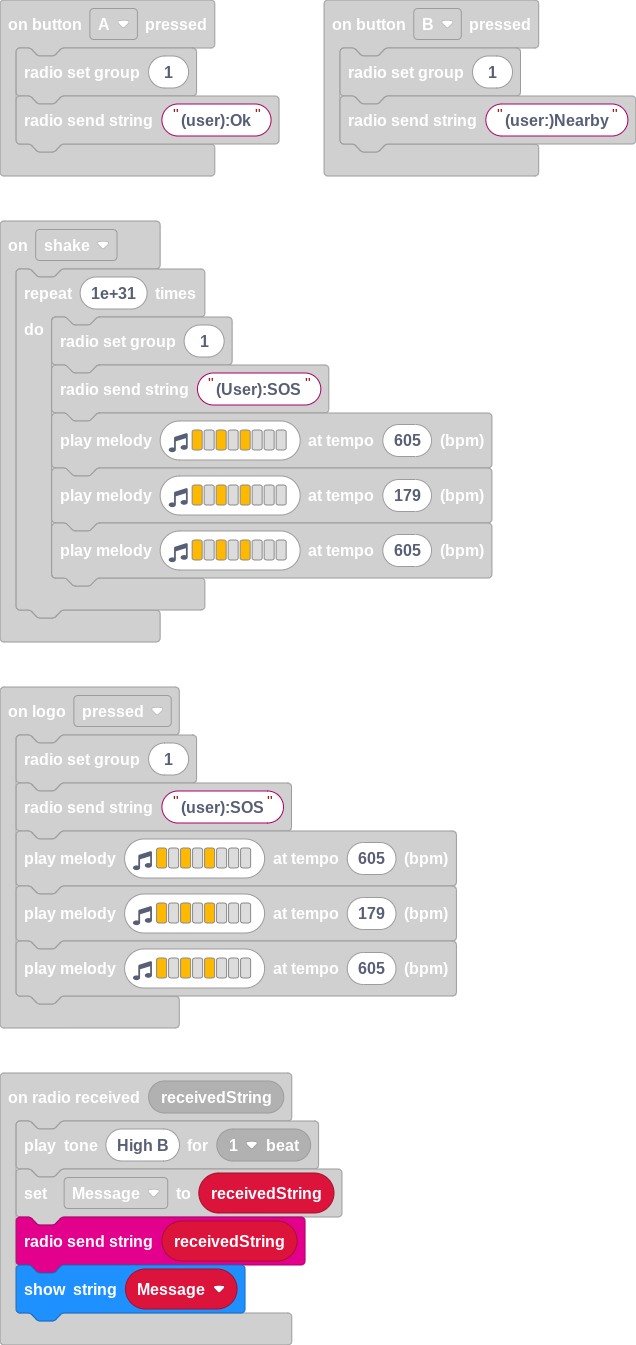 on button A pressed
radio set group 1
radio send string "(user):Ok"
on button B pressed
radio set group 1
radio send string "(user:)Nearby"
on shake
repeat 1e+31 times
do
radio set group 1
radio send string "(User):SOS"
play melody at tempo 605 (bpm)
play melody at tempo 179 (bpm)
play melody at tempo 605 (bpm)
on logo pressed
radio set group 1
radio send string "(user):SOS"
play melody at tempo 605 (bpm)
play melody at tempo 179 (bpm)
play melody at tempo 605 (bpm)
on radio received receivedString
play tone High B for 1 beat
set Message to receivedString
radio send string receivedString
show string Message